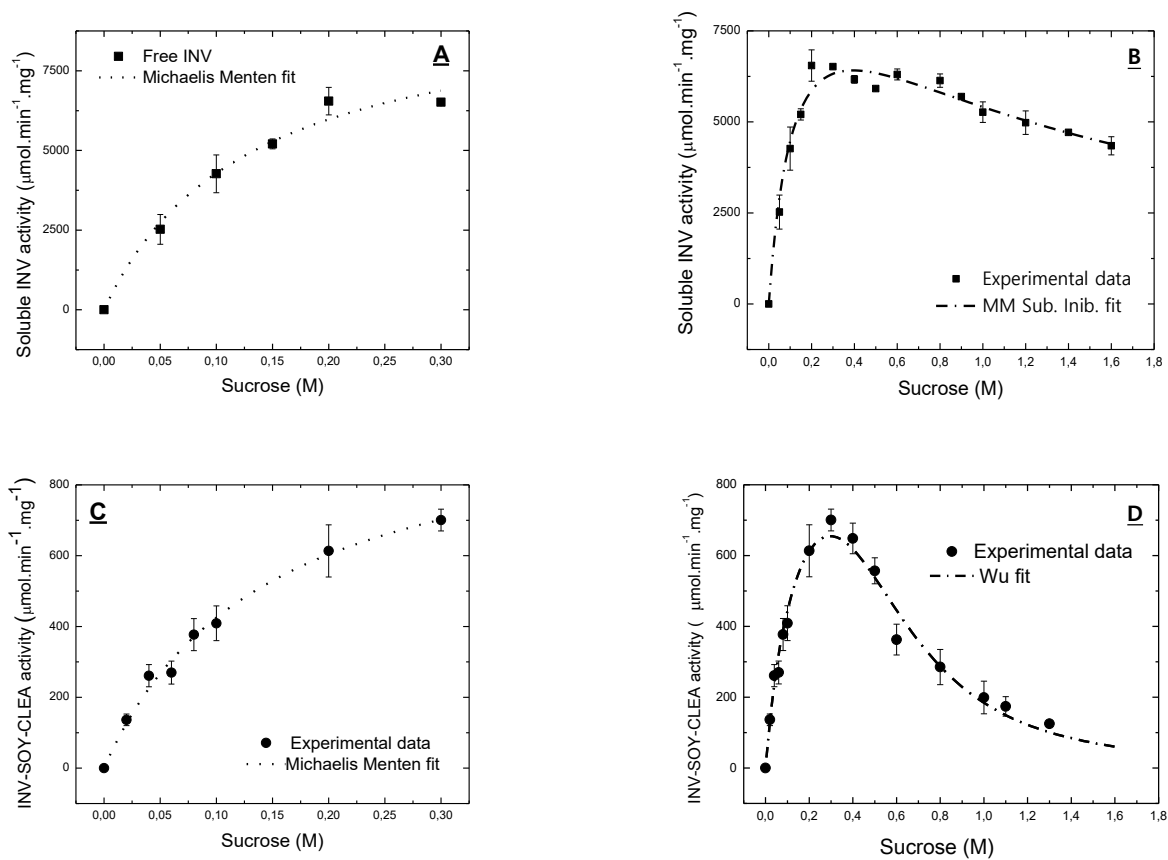 A
Free INV
Michaelis Menten fit
Soluble INV activity (μmol.min⁻¹.mg⁻¹)
7500
5000
2500
0
0,00 0,05 0,10 0,15 0,20 0,25 0,30
Sucrose (M)
B
Soluble INV activity (μmol.min⁻¹.mg⁻¹)
7500
5000
2500
0
Experimental data
MM Sub. Inib. fit
0,0 0,2 0,4 0,6 0,8 1,0 1,2 1,4 1,6 1,8
Sucrose (M)
C
INV-SOY-CLEA activity (μmol.min⁻¹.mg⁻¹)
800
600
400
200
0
Experimental data
Michaelis Menten fit
0,00 0,05 0,10 0,15 0,20 0,25 0,30
Sucrose (M)
D
INV-SOY-CLEA activity ( μmol.min⁻¹.mg⁻¹)
800
600
400
200
0
Experimental data
Wu fit
0,0 0,2 0,4 0,6 0,8 1,0 1,2 1,4 1,6 1,8
Sucrose (M)